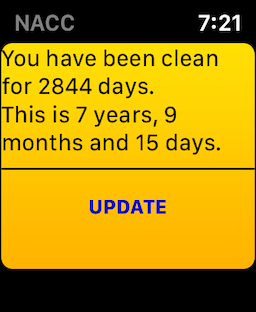 NACC 7:21
You have been clean
for 2844 days.
This is 7 years, 9
months and 15 days.
UPDATE